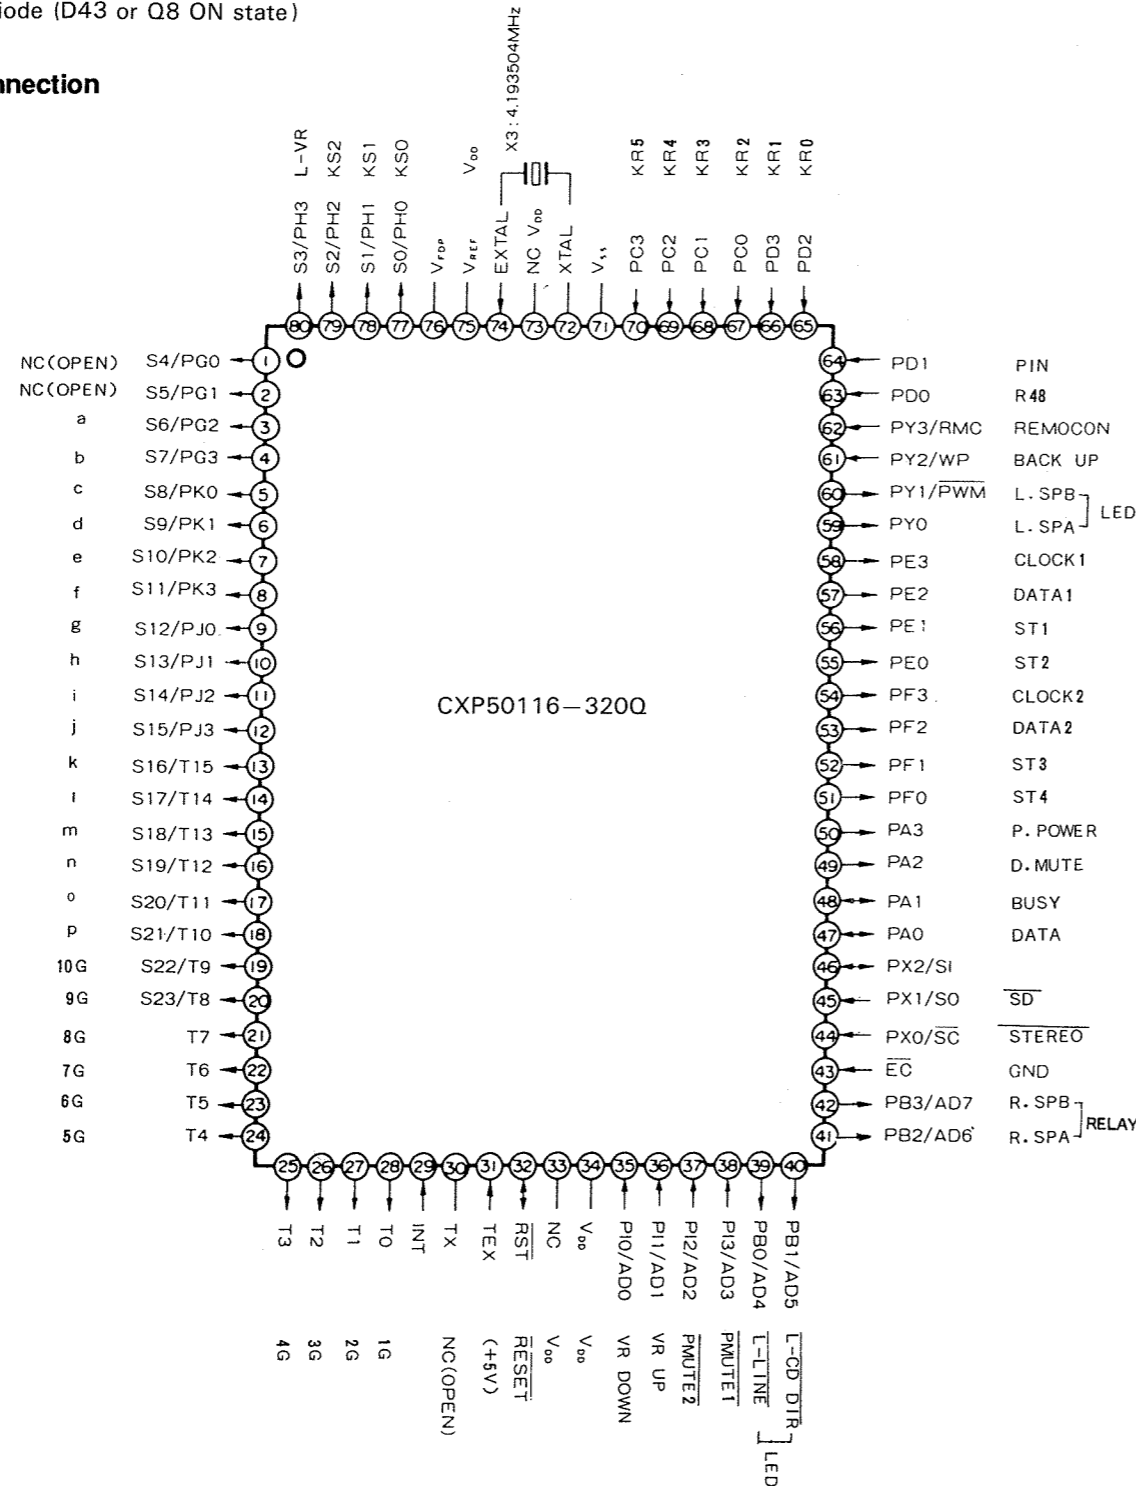 iode (D43 or Q8 ON state)
nnection
X3 : 4.193504MHz
L-VR KS2 KS1 KS0 VDD KR5 KR4 KR3 KR2 KR1 KR0
S3/PH3 S2/PH2 S1/PH1 S0/PH0 VFDP VREF EXTAL NC VDD XTAL Vss PC3 PC2 PC1 PC0 PD3 PD2
80 79 78 77 76 75 74 73 72 71 70 69 68 67 66 65
NC(OPEN) S4/PG0 1
NC(OPEN) S5/PG1 2
a S6/PG2 3
b S7/PG3 4
c S8/PK0 5
d S9/PK1 6
e S10/PK2 7
f S11/PK3 8
g S12/PJ0 9
h S13/PJ1 10
i S14/PJ2 11
j S15/PJ3 12
k S16/T15 13
l S17/T14 14
m S18/T13 15
n S19/T12 16
o S20/T11 17
p S21/T10 18
10G S22/T9 19
9G S23/T8 20
8G T7 21
7G T6 22
6G T5 23
5G T4 24
CXP50116-320Q
64 PD1 PIN
63 PD0 R48
62 PY3/RMC REMOCON
61 PY2/WP BACK UP
60 PY1/PWM L.SPB
59 PY0 L.SPA
LED
58 PE3 CLOCK1
57 PE2 DATA1
56 PE1 ST1
55 PE0 ST2
54 PF3 CLOCK2
53 PF2 DATA2
52 PF1 ST3
51 PF0 ST4
50 PA3 P.POWER
49 PA2 D.MUTE
48 PA1 BUSY
47 PA0 DATA
46 PX2/SI
45 PX1/SO SD
44 PX0/SC STEREO
43 EC GND
42 PB3/AD7 R.SPB
41 PB2/AD6 R.SPA
RELAY
25 26 27 28 29 30 31 32 33 34 35 36 37 38 39 40
T3 T2 T1 T0 INT TX TEX RST NC VDD PI0/AD0 PI1/AD1 PI2/AD2 PI3/AD3 PB0/AD4 PB1/AD5
4G 3G 2G 1G NC(OPEN) (+5V) RESET VDD VDD VR DOWN VR UP PMUTE2 PMUTE1 L-LINE L-CD DIR
LED